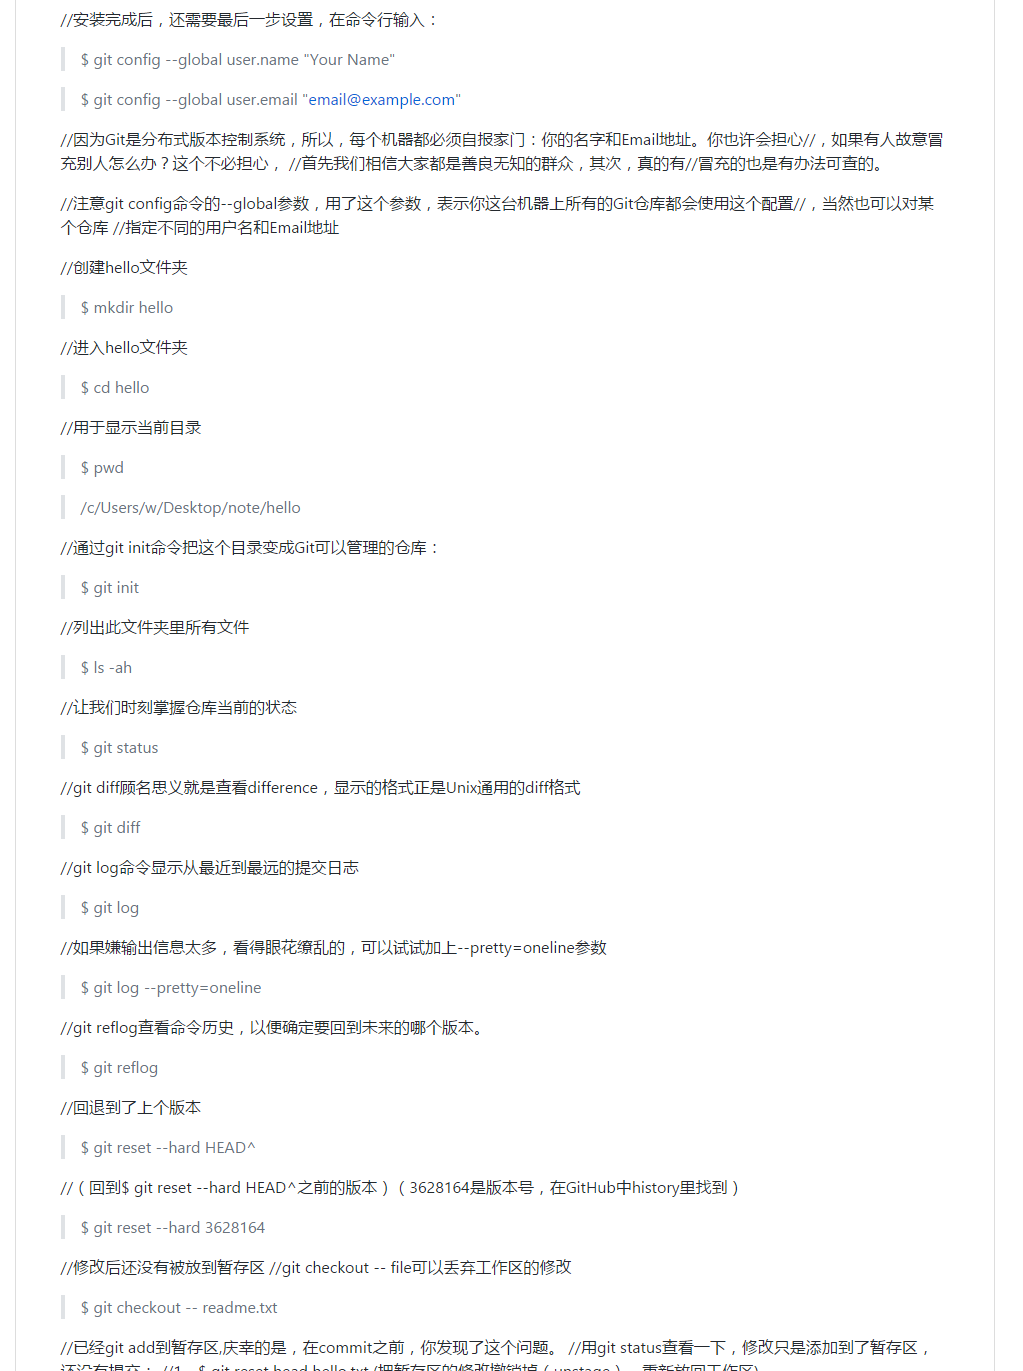 //安装完成后，还需要最后一步设置，在命令行输入：
$ git config --global user.name "Your Name"
$ git config --global user.email "email@example.com"
//因为Git是分布式版本控制系统，所以，每个机器都必须自报家门：你的名字和Email地址。你也许会担心//，如果有人故意冒
充别人怎么办？这个不必担心， //首先我们相信大家都是善良无知的群众，其次，真的有//冒充的也是有办法可查的。
//注意git config命令的--global参数，用了这个参数，表示你这台机器上所有的Git仓库都会使用这个配置//，当然也可以对某
个仓库 //指定不同的用户名和Email地址
//创建hello文件夹
$ mkdir hello
//进入hello文件夹
$ cd hello
//用于显示当前目录
$ pwd
/c/Users/w/Desktop/note/hello
//通过git init命令把这个目录变成Git可以管理的仓库：
$ git init
//列出此文件夹里所有文件
$ ls -ah
//让我们时刻掌握仓库当前的状态
$ git status
//git diff顾名思义就是查看difference，显示的格式正是Unix通用的diff格式
$ git diff
//git log命令显示从最近到最远的提交日志
$ git log
//如果嫌输出信息太多，看得眼花缭乱的，可以试试加上--pretty=oneline参数
$ git log --pretty=oneline
//git reflog查看命令历史，以便确定要回到未来的哪个版本。
$ git reflog
//回退到了上个版本
$ git reset --hard HEAD^
//（回到$ git reset --hard HEAD^之前的版本）（3628164是版本号，在GitHub中history里找到）
$ git reset --hard 3628164
//修改后还没有被放到暂存区 //git checkout -- file可以丢弃工作区的修改
$ git checkout -- readme.txt
//已经git add到暂存区,庆幸的是，在commit之前，你发现了这个问题。 //用git status查看一下，修改只是添加到了暂存区，
还没有提交： //1、$ git reset head hello.txt (把暂存区的修改撤销掉（unstage），重新放回工作区)